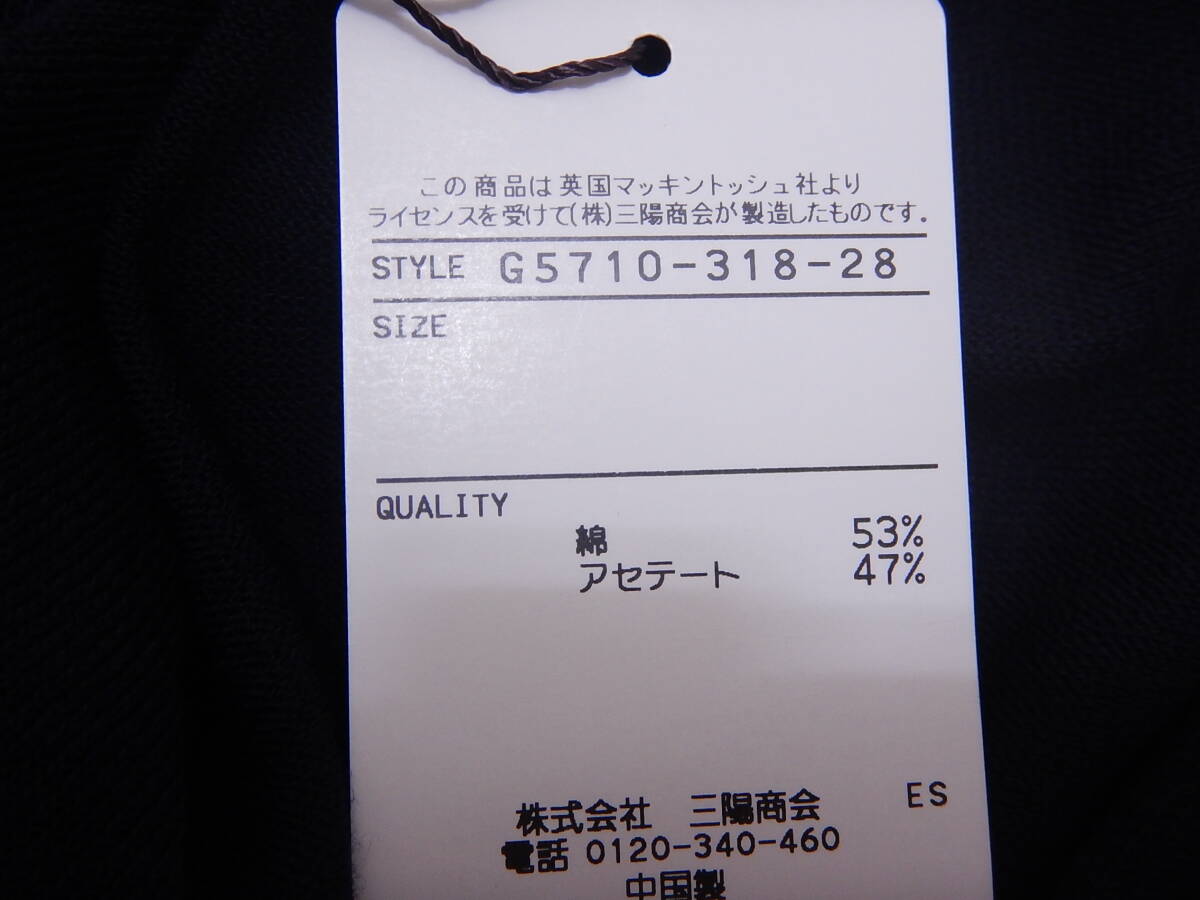 この商品は英国マッキントッシュ社より
ライセンスを受けて(株)三陽商会が製造したものです.
STYLE G5710-318-28
SIZE
QUALITY
綿 53%
アセテート 47%
株式会社 三陽商会 ES
電話 0120-340-460
中国製